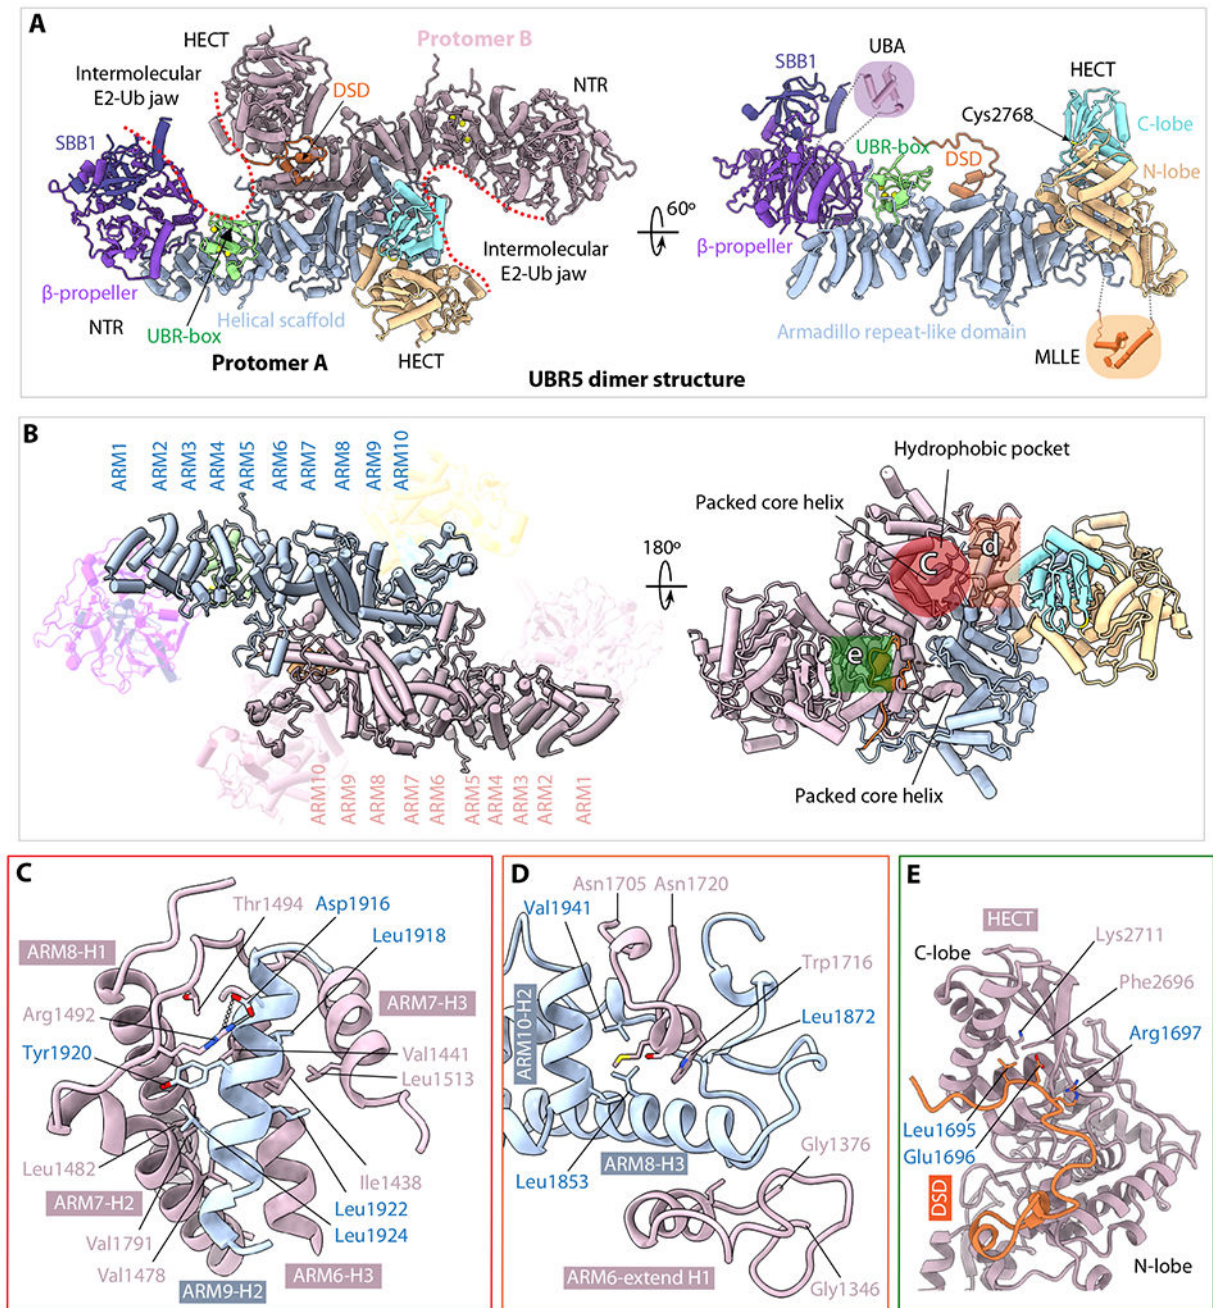 A
HECT
Protomer B
Intermolecular
E2-Ub jaw
DSD
NTR
SBB1
β-propeller
NTR
UBR-box
Helical scaffold
Protomer A
HECT
Intermolecular
E2-Ub jaw
60º
UBR5 dimer structure
SBB1
UBA
HECT
Cys2768
C-lobe
UBR-box
DSD
N-lobe
β-propeller
Armadillo repeat-like domain
MLLE
B
ARM1
ARM2
ARM3
ARM4
ARM5
ARM6
ARM7
ARM8
ARM9
ARM10
ARM10
ARM9
ARM8
ARM7
ARM6
ARM5
ARM4
ARM3
ARM2
ARM1
180º
Hydrophobic pocket
Packed core helix
c
d
e
Packed core helix
C
Thr1494
Asp1916
Leu1918
ARM8-H1
ARM7-H3
Arg1492
Tyr1920
Val1441
Leu1513
Leu1482
Ile1438
ARM7-H2
Leu1922
Leu1924
Val1791
Val1478
ARM9-H2
ARM6-H3
D
Asn1705
Asn1720
Val1941
Trp1716
ARM10-H2
Leu1872
ARM8-H3
Gly1376
Leu1853
ARM6-extend H1
Gly1346
E
HECT
C-lobe
Lys2711
Phe2696
Arg1697
Leu1695
Glu1696
DSD
N-lobe